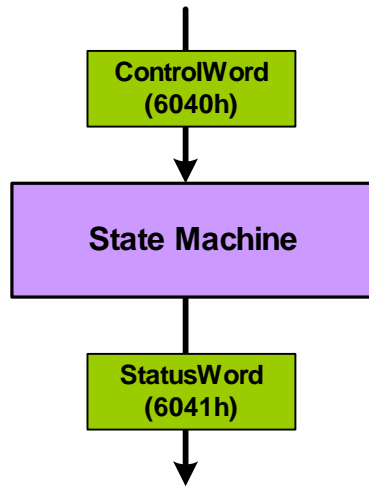 ControlWord
(6040h)
State Machine
StatusWord
(6041h)